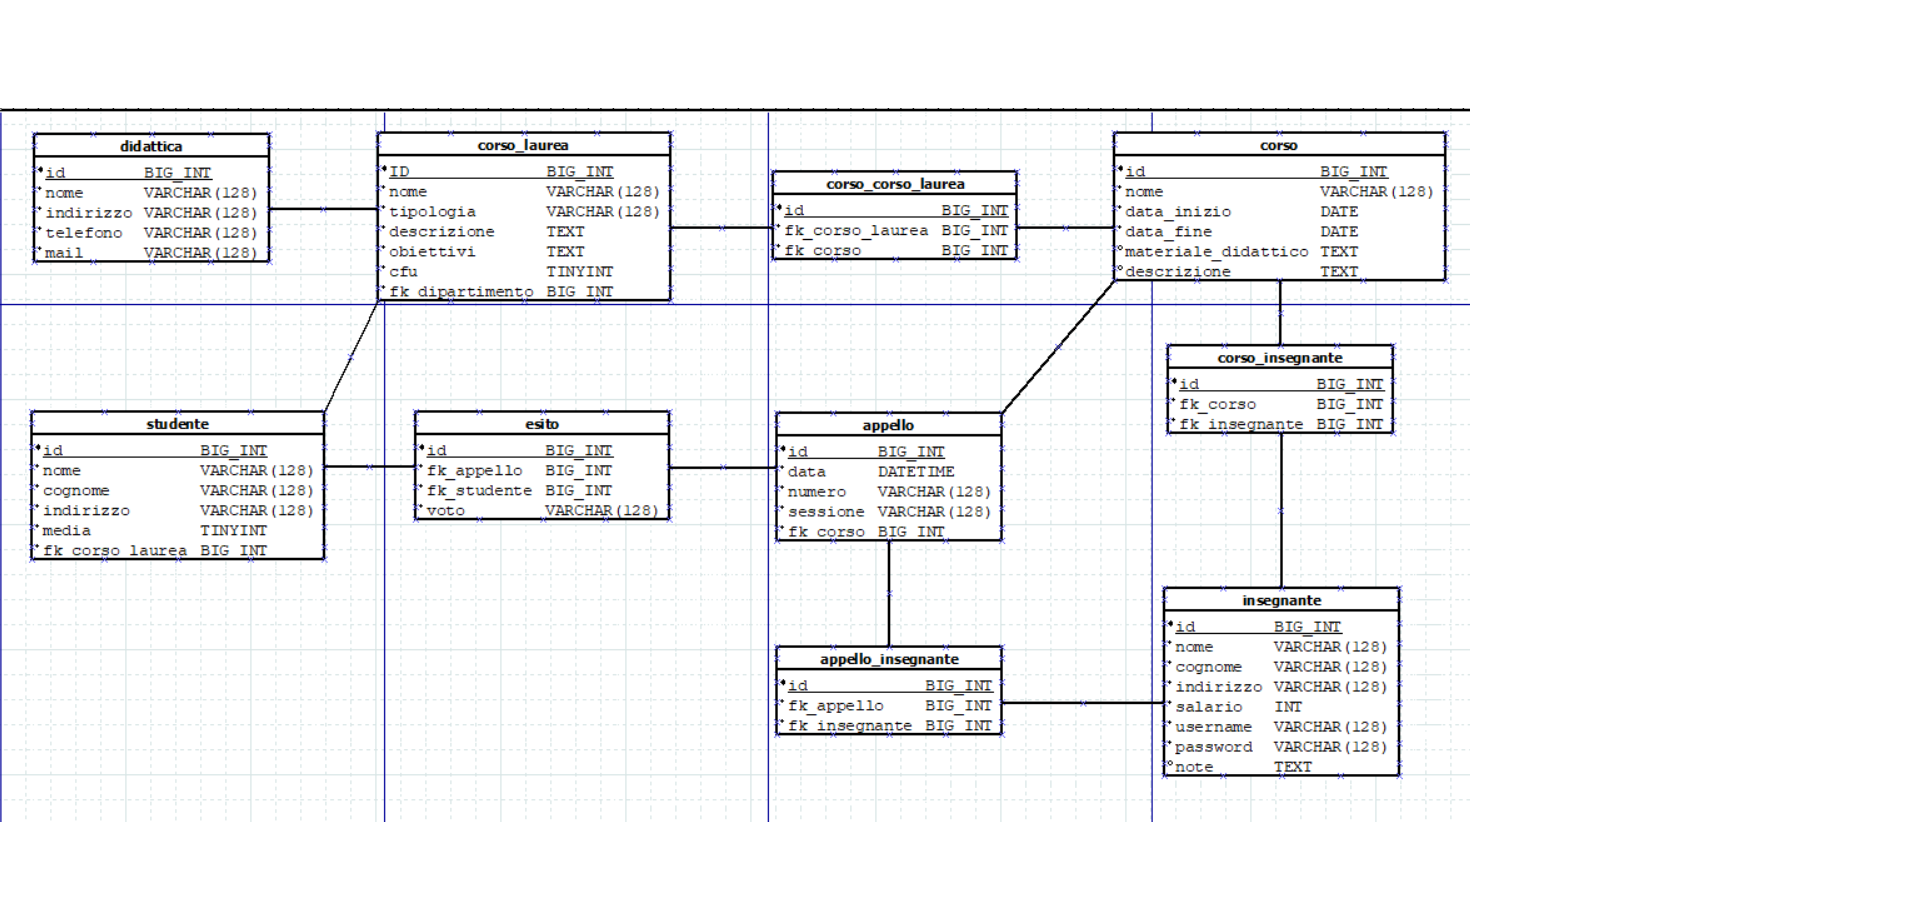 didattica
id BIG_INT
nome VARCHAR(128)
indirizzo VARCHAR(128)
telefono VARCHAR(128)
mail VARCHAR(128)
corso_laurea
ID BIG_INT
nome VARCHAR(128)
tipologia VARCHAR(128)
descrizione TEXT
obiettivi TEXT
cfu TINYINT
fk_dipartimento BIG_INT
corso_corso_laurea
id BIG_INT
fk_corso_laurea BIG_INT
fk_corso BIG_INT
corso
id BIG_INT
nome VARCHAR(128)
data_inizio DATE
data_fine DATE
materiale_didattico TEXT
descrizione TEXT
corso_insegnante
id BIG_INT
fk_corso BIG_INT
fk_insegnante BIG_INT
studente
id BIG_INT
nome VARCHAR(128)
cognome VARCHAR(128)
indirizzo VARCHAR(128)
media TINYINT
fk_corso_laurea BIG_INT
esito
id BIG_INT
fk_appello BIG_INT
fk_studente BIG_INT
voto VARCHAR(128)
appello
id BIG_INT
data DATETIME
numero VARCHAR(128)
sessione VARCHAR(128)
fk_corso BIG_INT
appello_insegnante
id BIG_INT
fk_appello BIG_INT
fk_insegnante BIG_INT
insegnante
id BIG_INT
nome VARCHAR(128)
cognome VARCHAR(128)
indirizzo VARCHAR(128)
salario INT
username VARCHAR(128)
password VARCHAR(128)
note TEXT